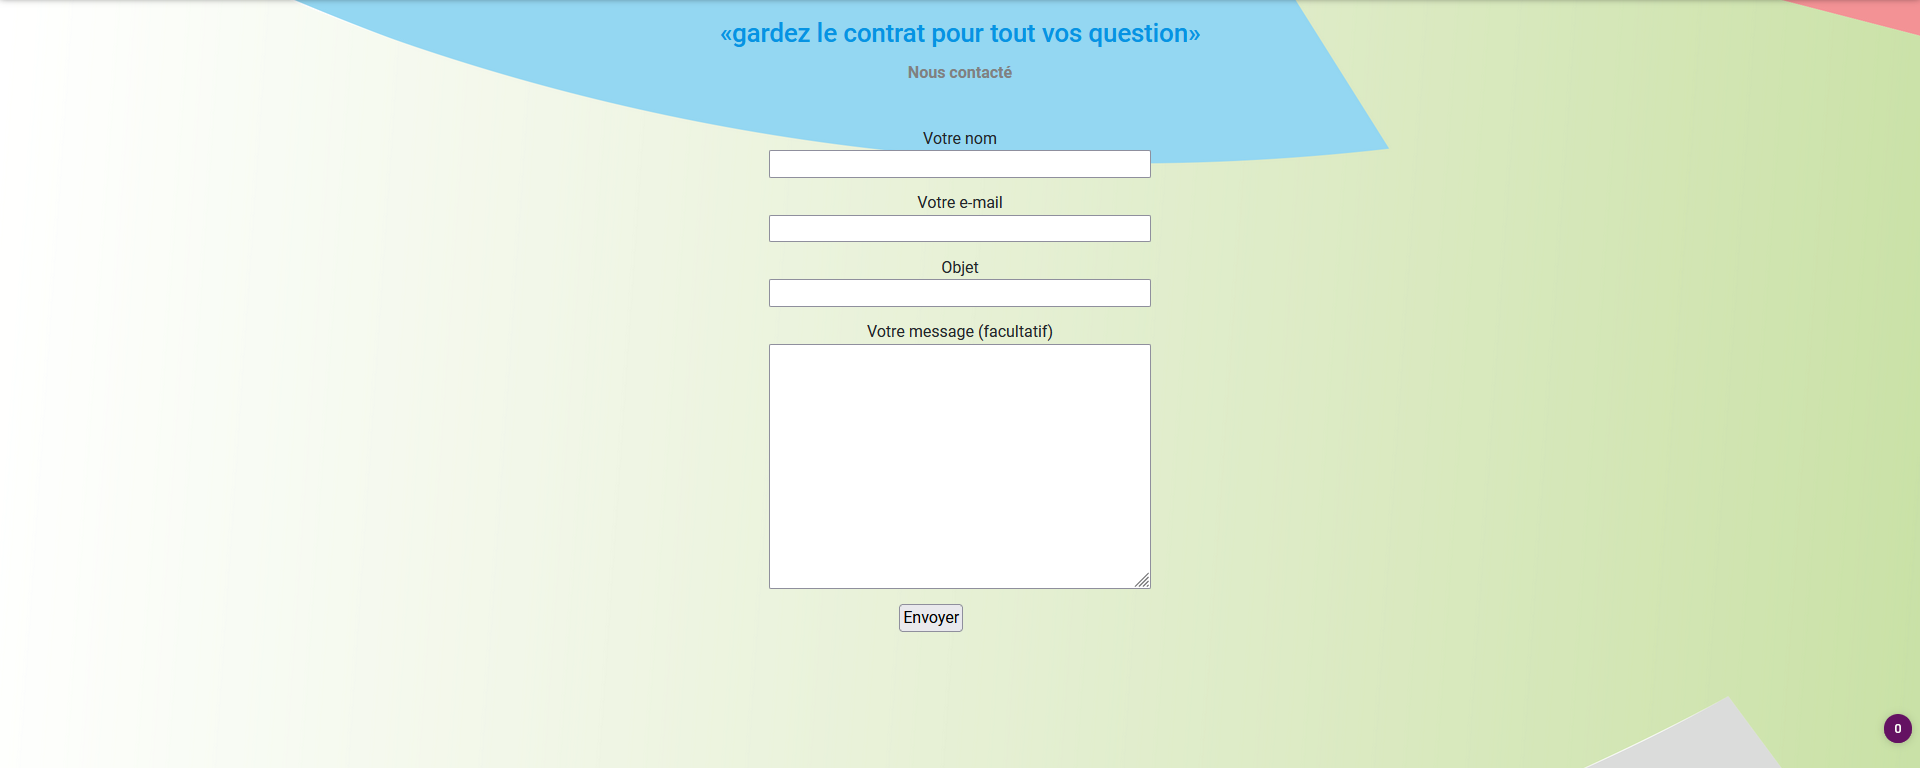 «gardez le contrat pour tout vos question»
Nous contacté
Votre nom
Votre e-mail
Objet
Votre message (facultatif)
Envoyer
0